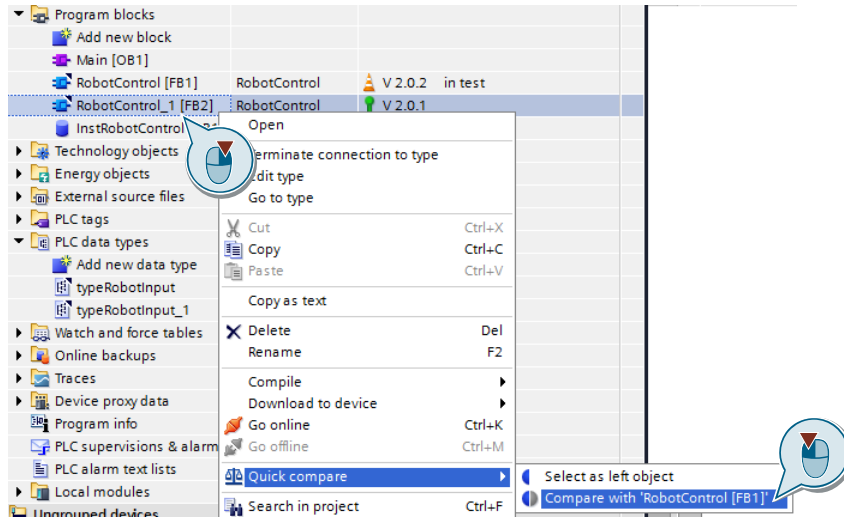 Program blocks
Add new block
Main [OB1]
RobotControl [FB1] RobotControl V 2.0.2 in test
RobotControl_1 [FB2] RobotControl V 2.0.1
InstRobotControl
Technology objects
Energy objects
External source files
PLC tags
PLC data types
Add new data type
typeRobotInput
typeRobotInput_1
Watch and force tables
Online backups
Traces
Device proxy data
Program info
PLC supervisions & alarm
PLC alarm text lists
Local modules
Ungrouped devices
Open
Terminate connection to type
Edit type
Go to type
Cut Ctrl+X
Copy Ctrl+C
Paste Ctrl+V
Copy as text
Delete Del
Rename F2
Compile
Download to device
Go online Ctrl+K
Go offline Ctrl+M
Quick compare
Search in project Ctrl+F
Select as left object
Compare with 'RobotControl [FB1]'